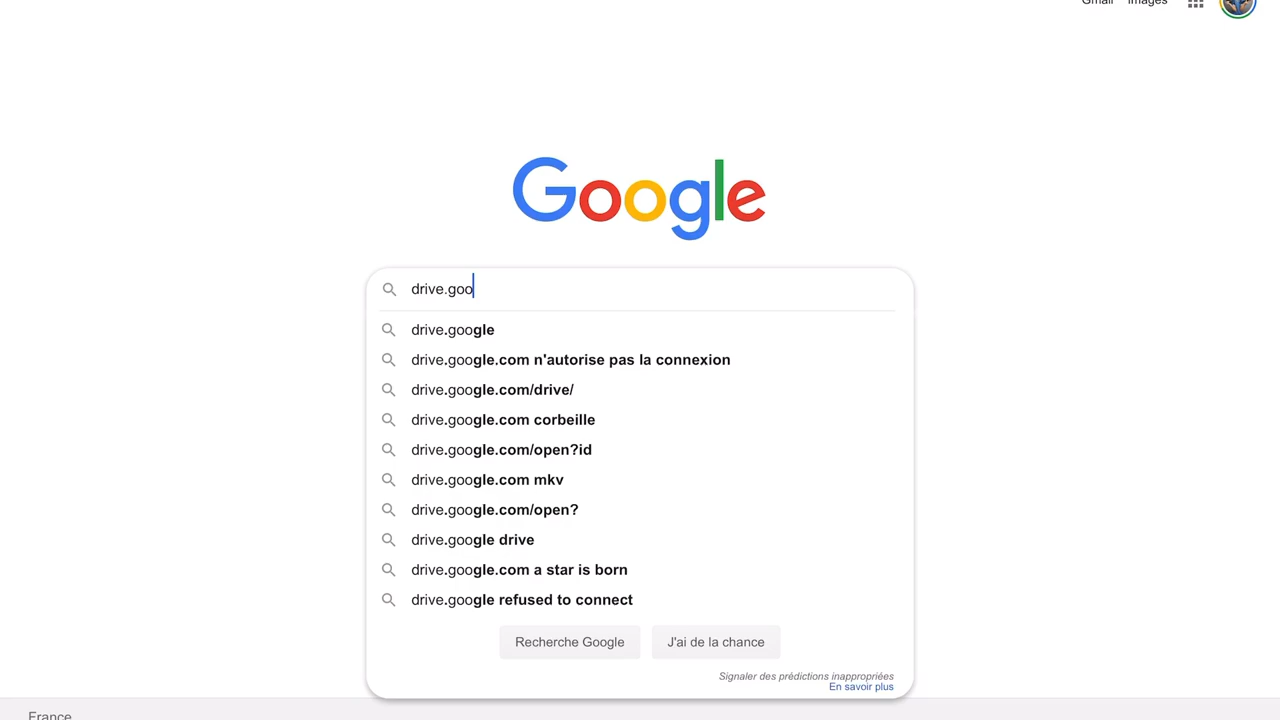 Gmail Images
Google
drive.goo
drive.google
drive.google.com n'autorise pas la connexion
drive.google.com/drive/
drive.google.com corbeille
drive.google.com/open?id
drive.google.com mkv
drive.google.com/open?
drive.google drive
drive.google.com a star is born
drive.google refused to connect
Recherche Google J'ai de la chance
Signaler des prédictions inappropriées
En savoir plus
France